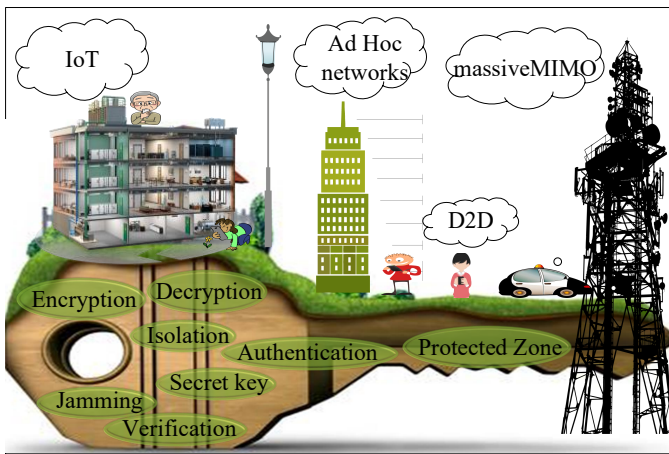 IoT
Ad Hoc
networks
massiveMIMO
D2D
Encryption
Decryption
Isolation
Authentication
Protected Zone
Secret key
Jamming
Verification